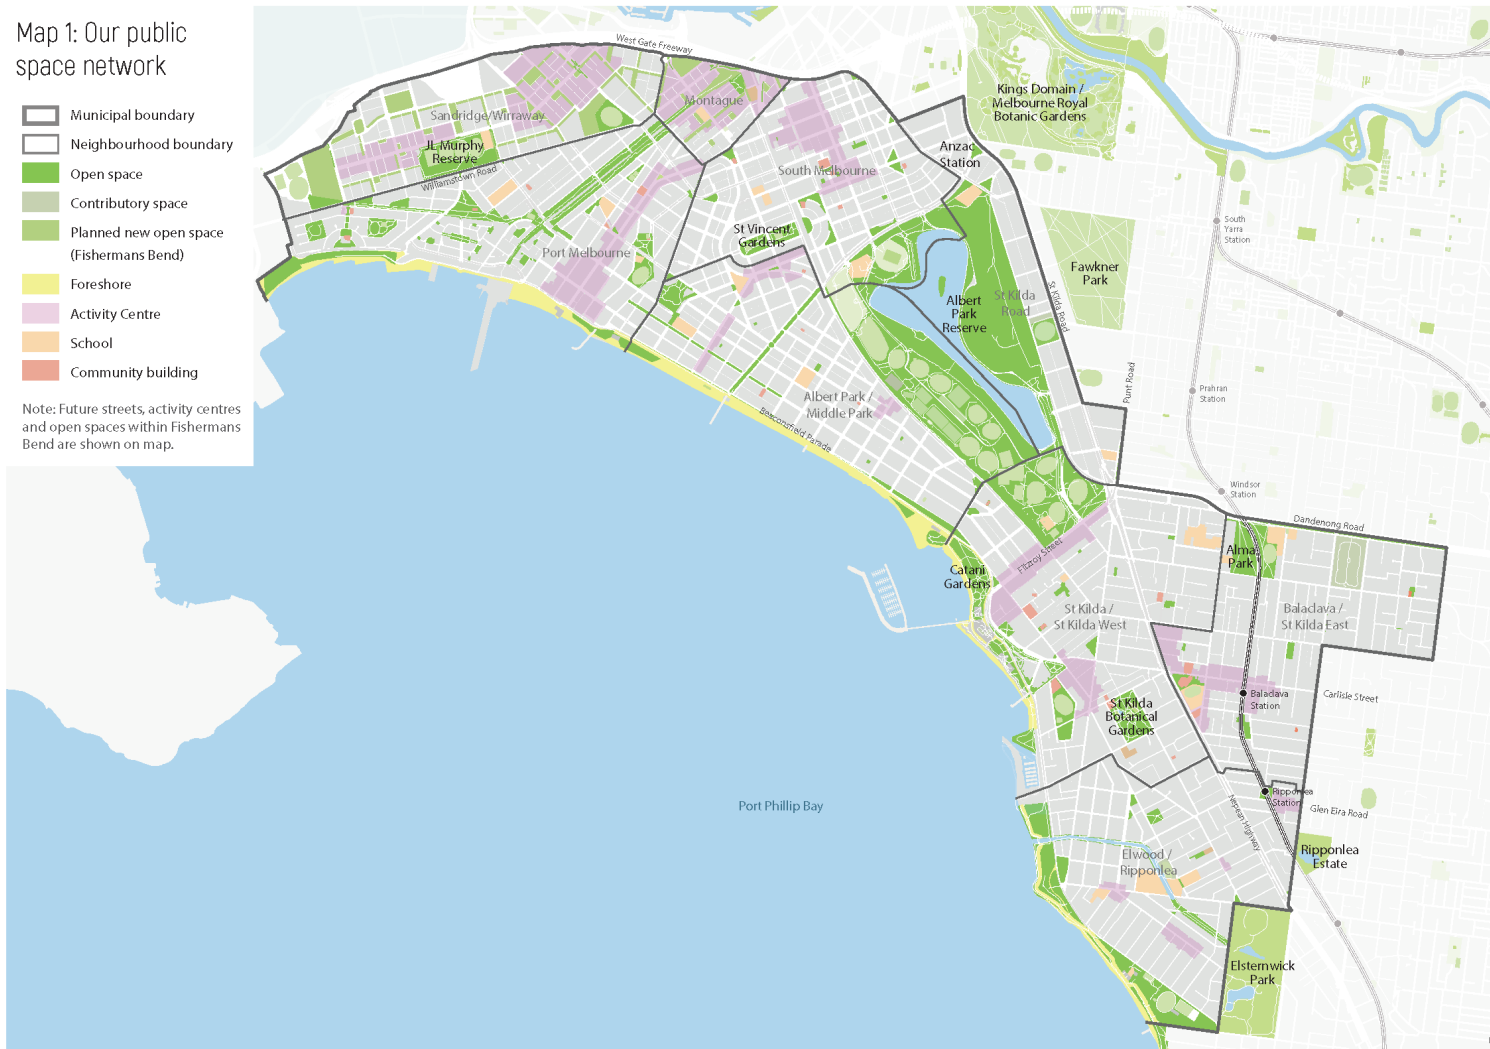 Map 1: Our public
space network
Municipal boundary
Neighbourhood boundary
Open space
Contributory space
Planned new open space
(Fishermans Bend)
Foreshore
Activity Centre
School
Community building
Note: Future streets, activity centres
and open spaces within Fishermans
Bend are shown on map.
West Gate Freeway
Sandridge/Wirraway
Montague
JL Murphy
Reserve
Williamstown Road
South Melbourne
Kings Domain /
Melbourne Royal
Botanic Gardens
Anzac
Station
St Vincent
Gardens
Port Melbourne
South
Yarra
Station
Fawkner
Park
Albert
Park
Reserve
St Kilda
Road
St Kilda Road
Punt Road
Prahran
Station
Albert Park /
Middle Park
Beaconsfield Parade
Windsor
Station
Dandenong Road
Alma
Park
Fitzroy Street
Catani
Gardens
St Kilda /
St Kilda West
Balaclava /
St Kilda East
Carlisle Street
Balaclava
Station
St Kilda
Botanical
Gardens
Port Phillip Bay
Ripponlea
Station
Glen Eira Road
Nepean Highway
Ripponlea
Estate
Elwood /
Ripponlea
Elsternwick
Park